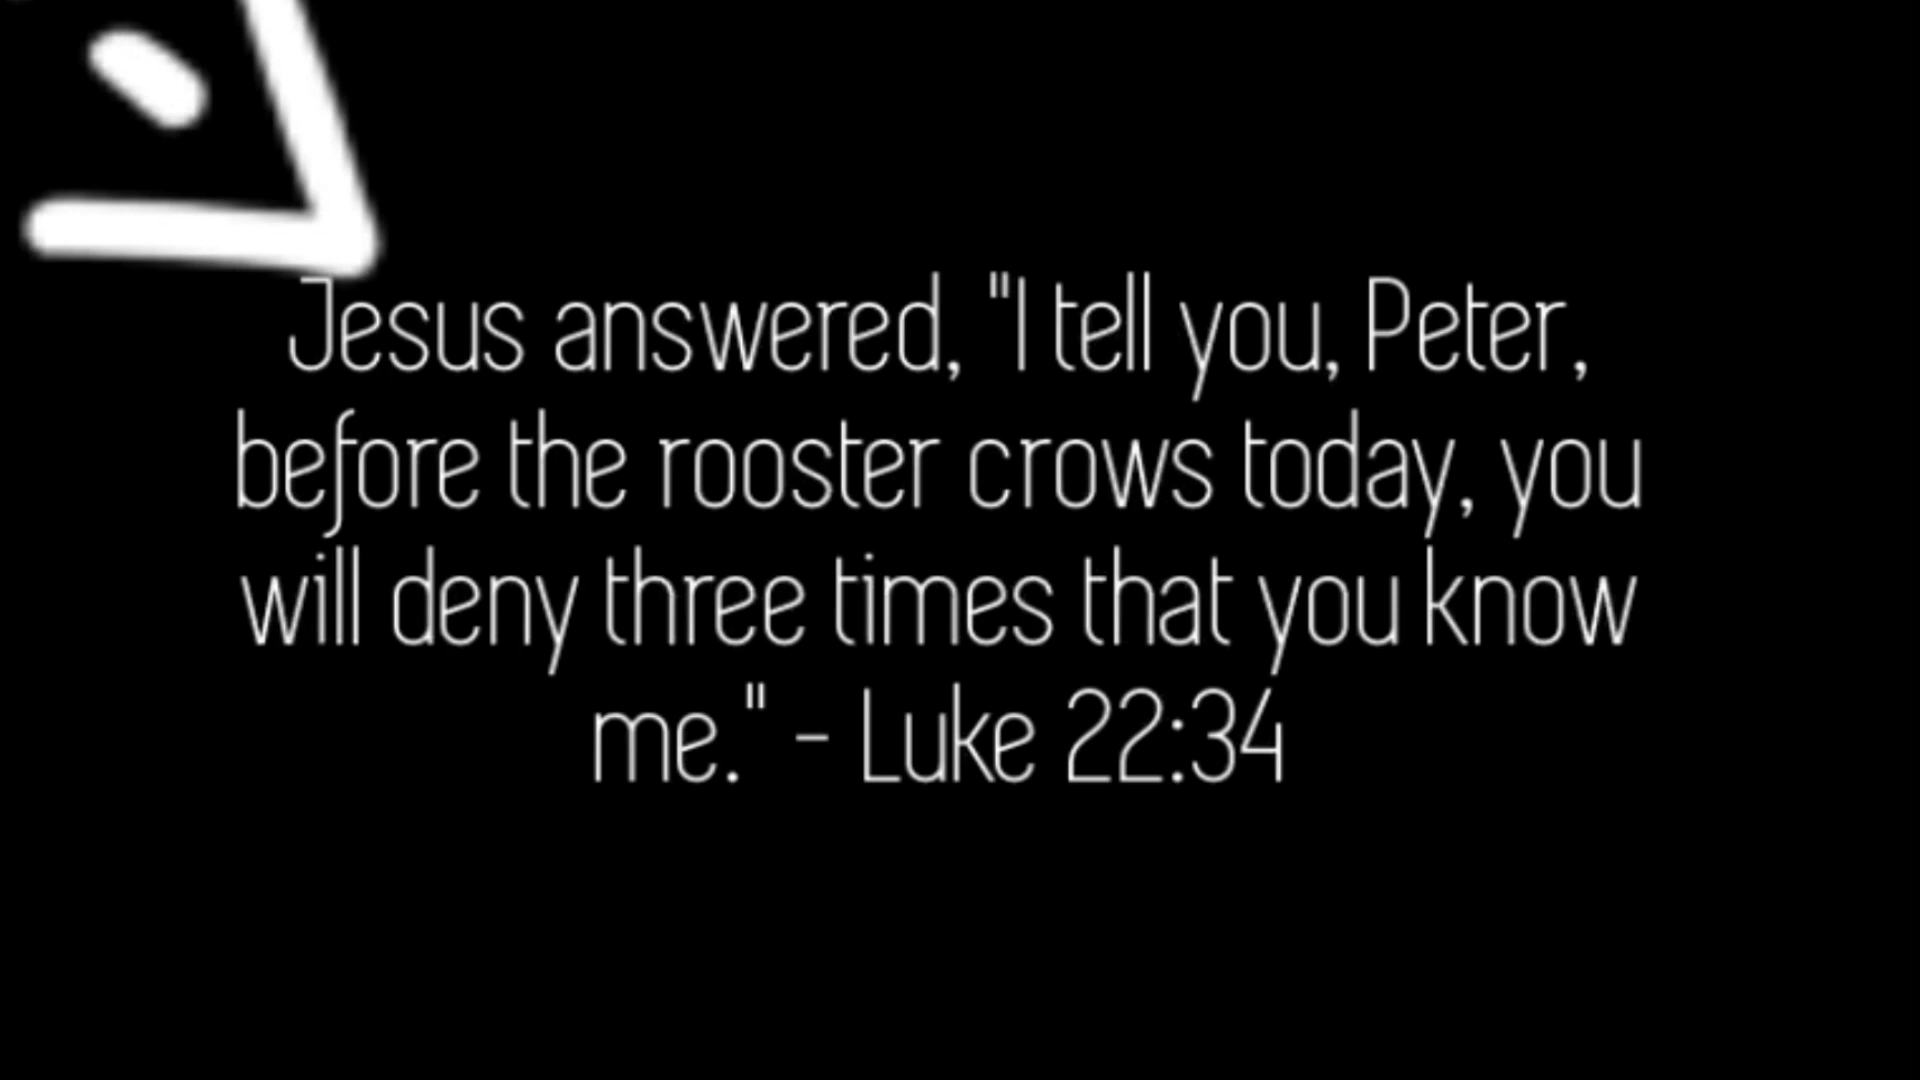 Jesus answered, "I tell you, Peter,
before the rooster crows today, you
will deny three times that you know
me." - Luke 22:34